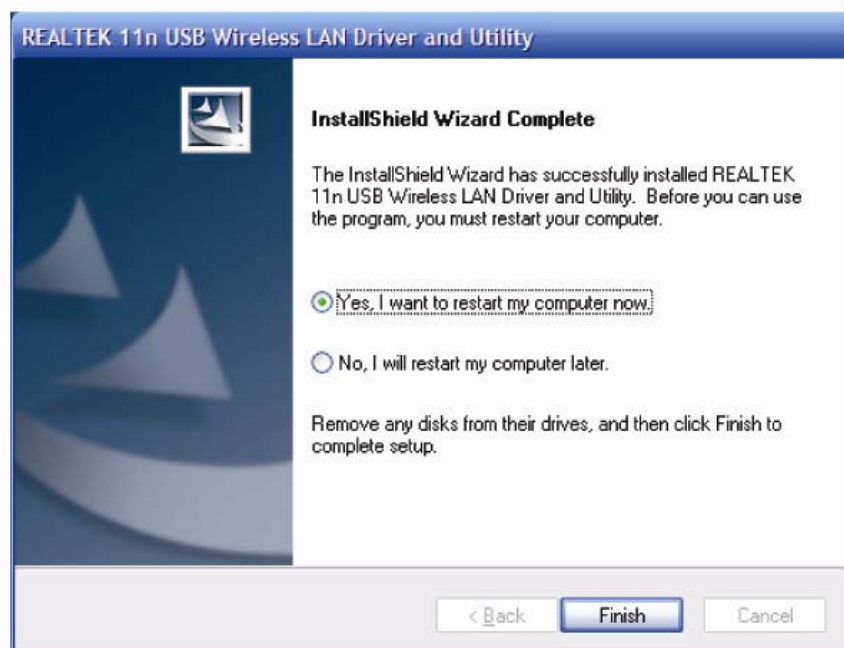 REALTEK 11n USB Wireless LAN Driver and Utility
InstallShield Wizard Complete
The InstallShield Wizard has successfully installed REALTEK
11n USB Wireless LAN Driver and Utility. Before you can use
the program, you must restart your computer.
Yes, I want to restart my computer now.
No, I will restart my computer later.
Remove any disks from their drives, and then click Finish to
complete setup.
< Back
Finish
Cancel